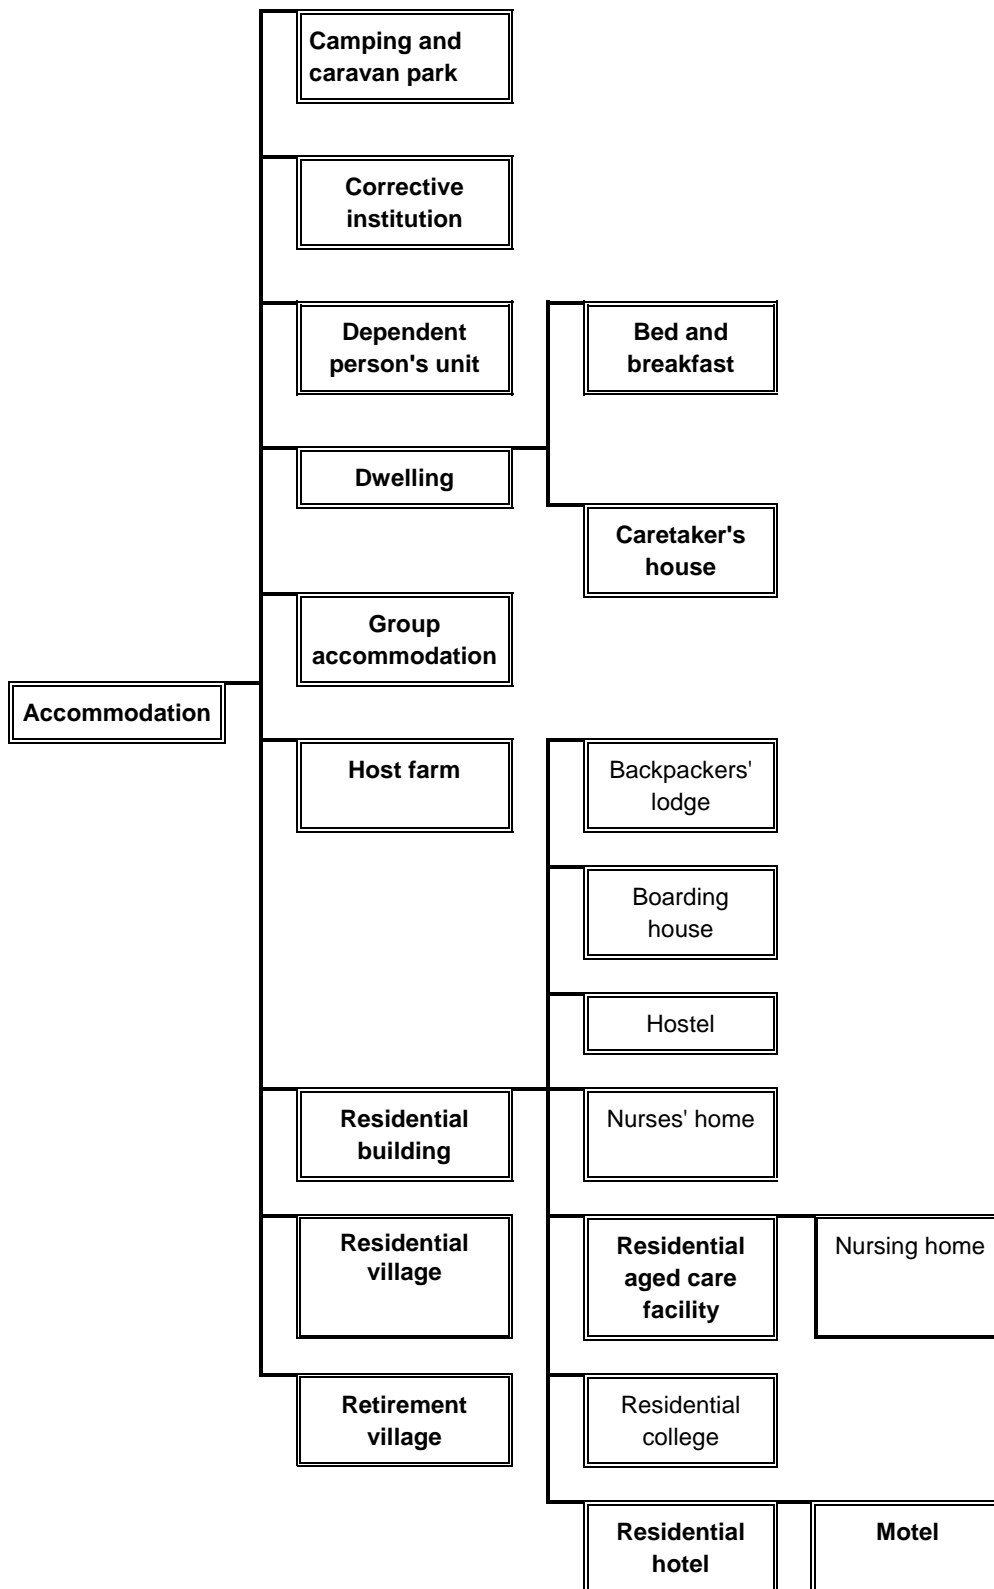 Camping and
caravan park
Corrective
institution
Dependent
person's unit
Bed and
breakfast
Dwelling
Caretaker's
house
Group
accommodation
Accommodation
Host farm
Backpackers'
lodge
Boarding
house
Hostel
Residential
building
Nurses' home
Residential
village
Residential
aged care
facility
Nursing home
Retirement
village
Residential
college
Residential
hotel
Motel